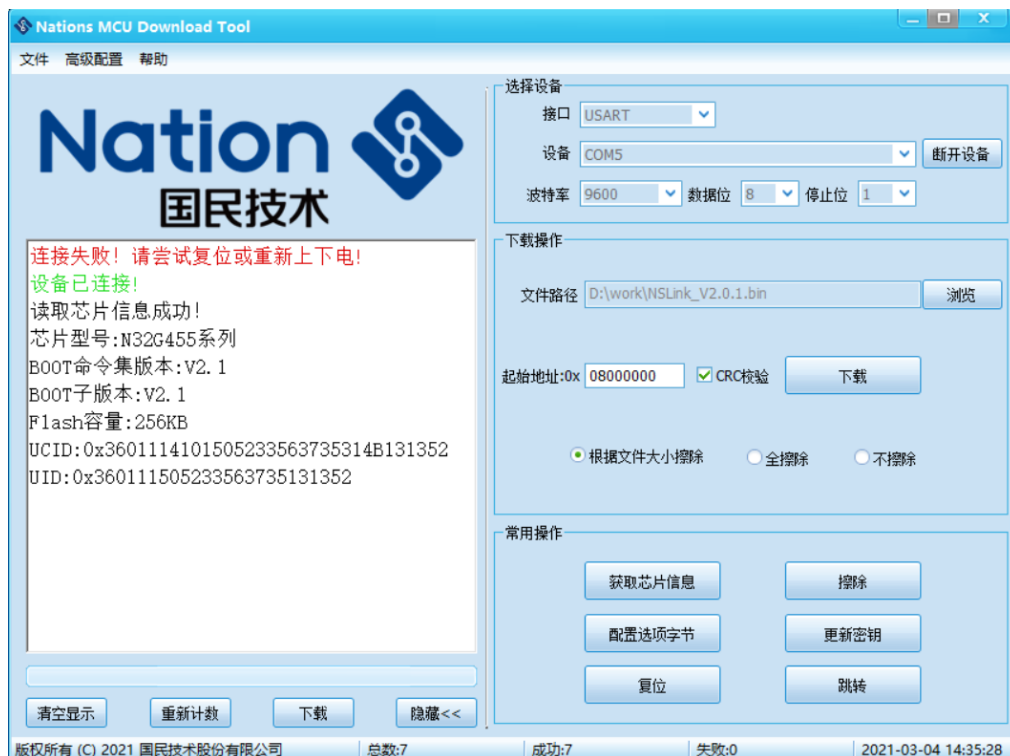 Nations MCU Download Tool
文件 高级配置 帮助
Nation
国民技术
连接失败! 请尝试复位或重新上下电!
设备已连接!
读取芯片信息成功!
芯片型号:N32G455系列
BOOT命令集版本:V2.1
BOOT子版本:V2.1
Flash容量:256KB
UCID:0x36011141015052335637353 14B131352
UID:0x360111505233563735131352
清空显示 重新计数 下载 隐藏<<
选择设备
接口 USART
设备 COM5 断开设备
波特率 9600 数据位 8 停止位 1
下载操作
文件路径 D:\work\NSLink_V2.0.1.bin 浏览
起始地址:0x 08000000 CRC校验 下载
根据文件大小擦除 全擦除 不擦除
常用操作
获取芯片信息 擦除
配置选项字节 更新密钥
复位 跳转
版权所有 (C) 2021 国民技术股份有限公司 总数:7 成功:7 失败:0 2021-03-04 14:35:28